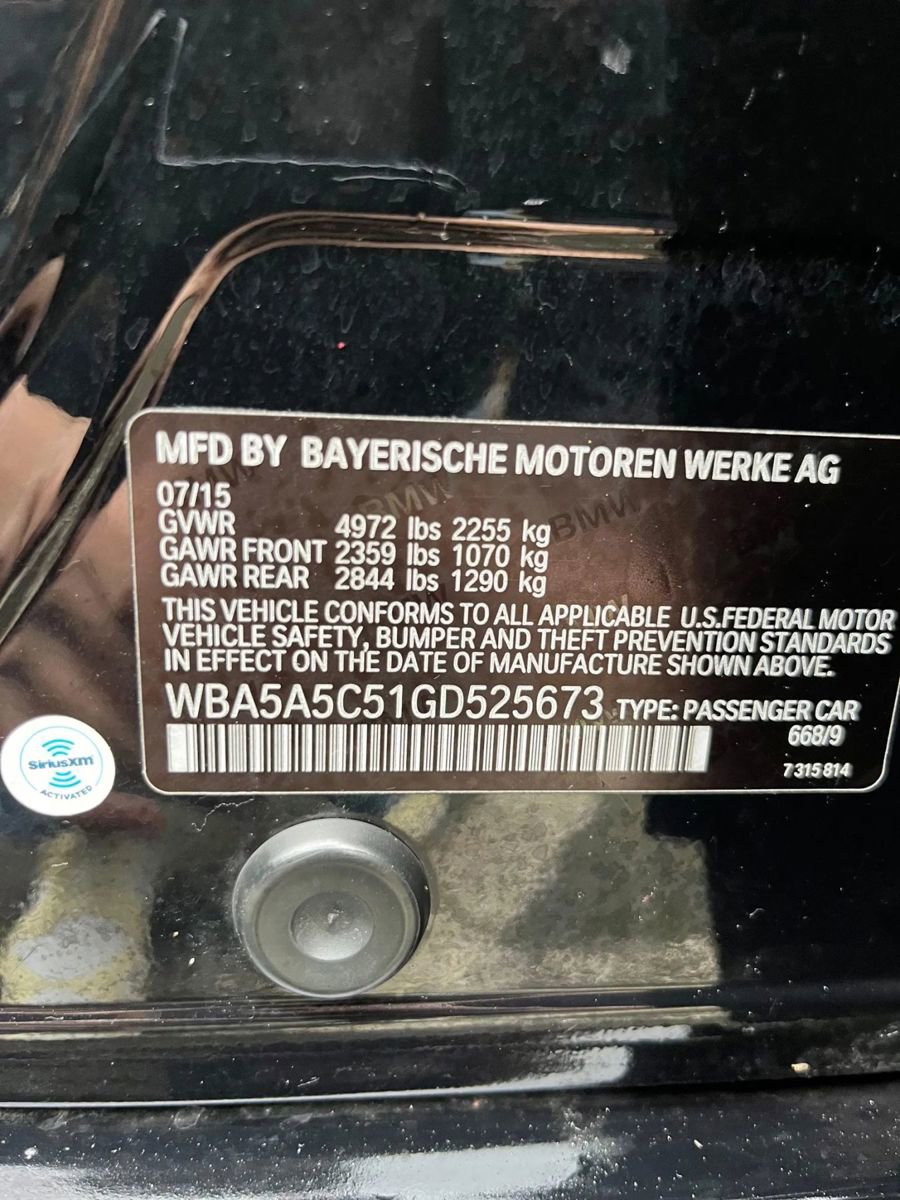 MFD BY BAYERISCHE MOTOREN WERKE AG
07/15
GVWR 4972 lbs 2255 kg
GAWR FRONT 2359 lbs 1070 kg
GAWR REAR 2844 lbs 1290 kg
THIS VEHICLE CONFORMS TO ALL APPLICABLE U.S.FEDERAL MOTOR
VEHICLE SAFETY, BUMPER AND THEFT PREVENTION STANDARDS
IN EFFECT ON THE DATE OF MANUFACTURE SHOWN ABOVE.
WBA5A5C51GD525673 TYPE: PASSENGER CAR
668/9
7 315 814
BMW
BMW
SiriusXM
ACTIVATED